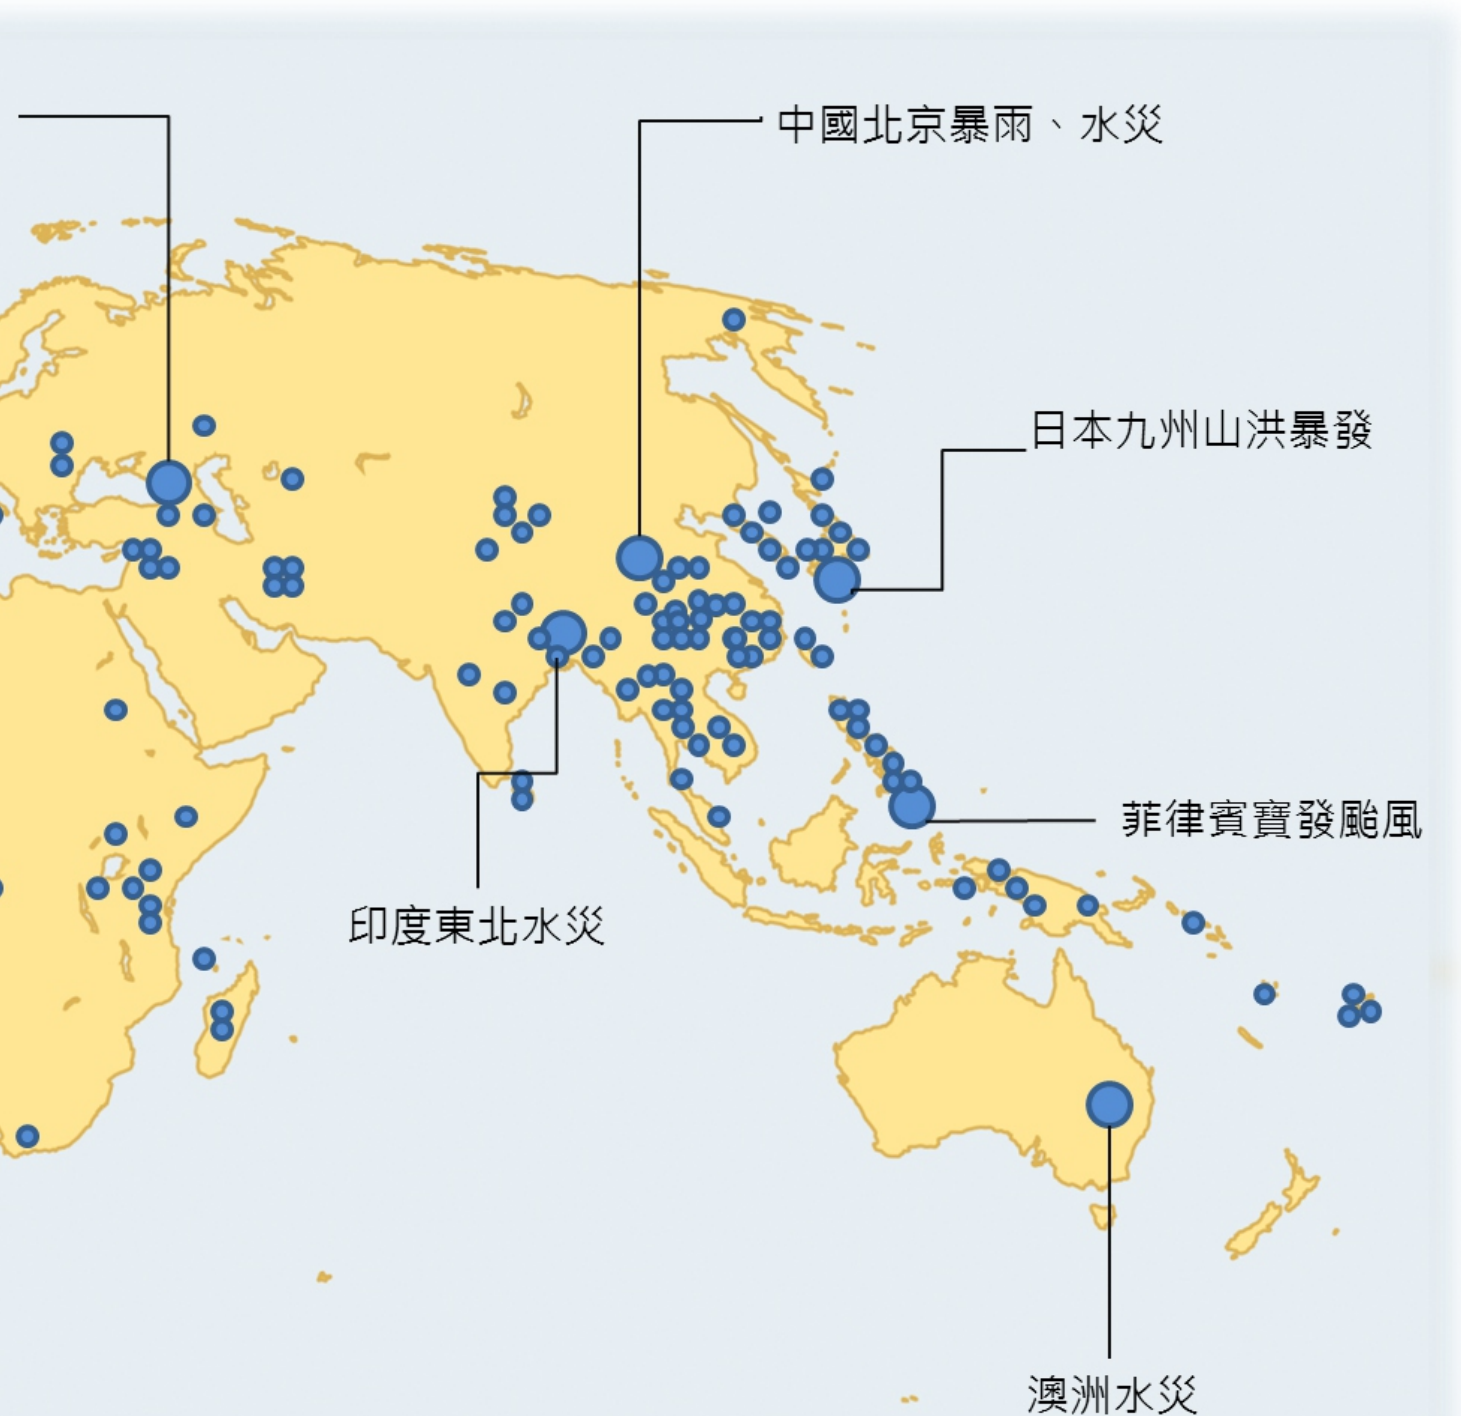 中國北京暴雨、水災
日本九州山洪暴發
菲律賓寶發颱風
印度東北水災
澳洲水災